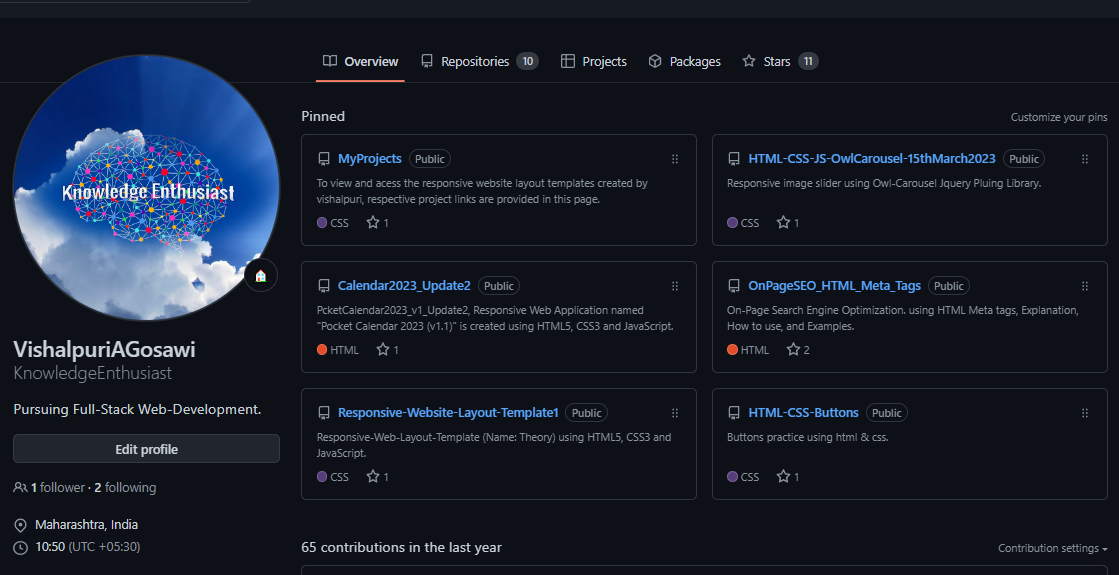 Overview
Repositories 10
Projects
Packages
Stars 11
Knowledge Enthusiast
VishalpuriAGosawi
KnowledgeEnthusiast
Pursuing Full-Stack Web-Development.
Edit profile
1 follower · 2 following
Maharashtra, India
10:50 (UTC +05:30)
Pinned
Customize your pins
MyProjects Public
To view and acess the responsive website layout templates created by
vishalpuri, respective project links are provided in this page.
CSS 1
HTML-CSS-JS-OwlCarousel-15thMarch2023 Public
Responsive image slider using Owl-Carousel Jquery Pluing Library.
CSS 1
Calendar2023_Update2 Public
PcketCalendar2023_v1_Update2, Responsive Web Application named
"Pocket Calendar 2023 (v1.1)" is created using HTML5, CSS3 and JavaScript.
HTML 1
OnPageSEO_HTML_Meta_Tags Public
On-Page Search Engine Optimization. using HTML Meta tags, Explanation,
How to use, and Examples.
HTML 2
Responsive-Website-Layout-Template1 Public
Responsive-Web-Layout-Template (Name: Theory) using HTML5, CSS3 and
JavaScript.
CSS 1
HTML-CSS-Buttons Public
Buttons practice using html & css.
CSS 1
65 contributions in the last year
Contribution settings